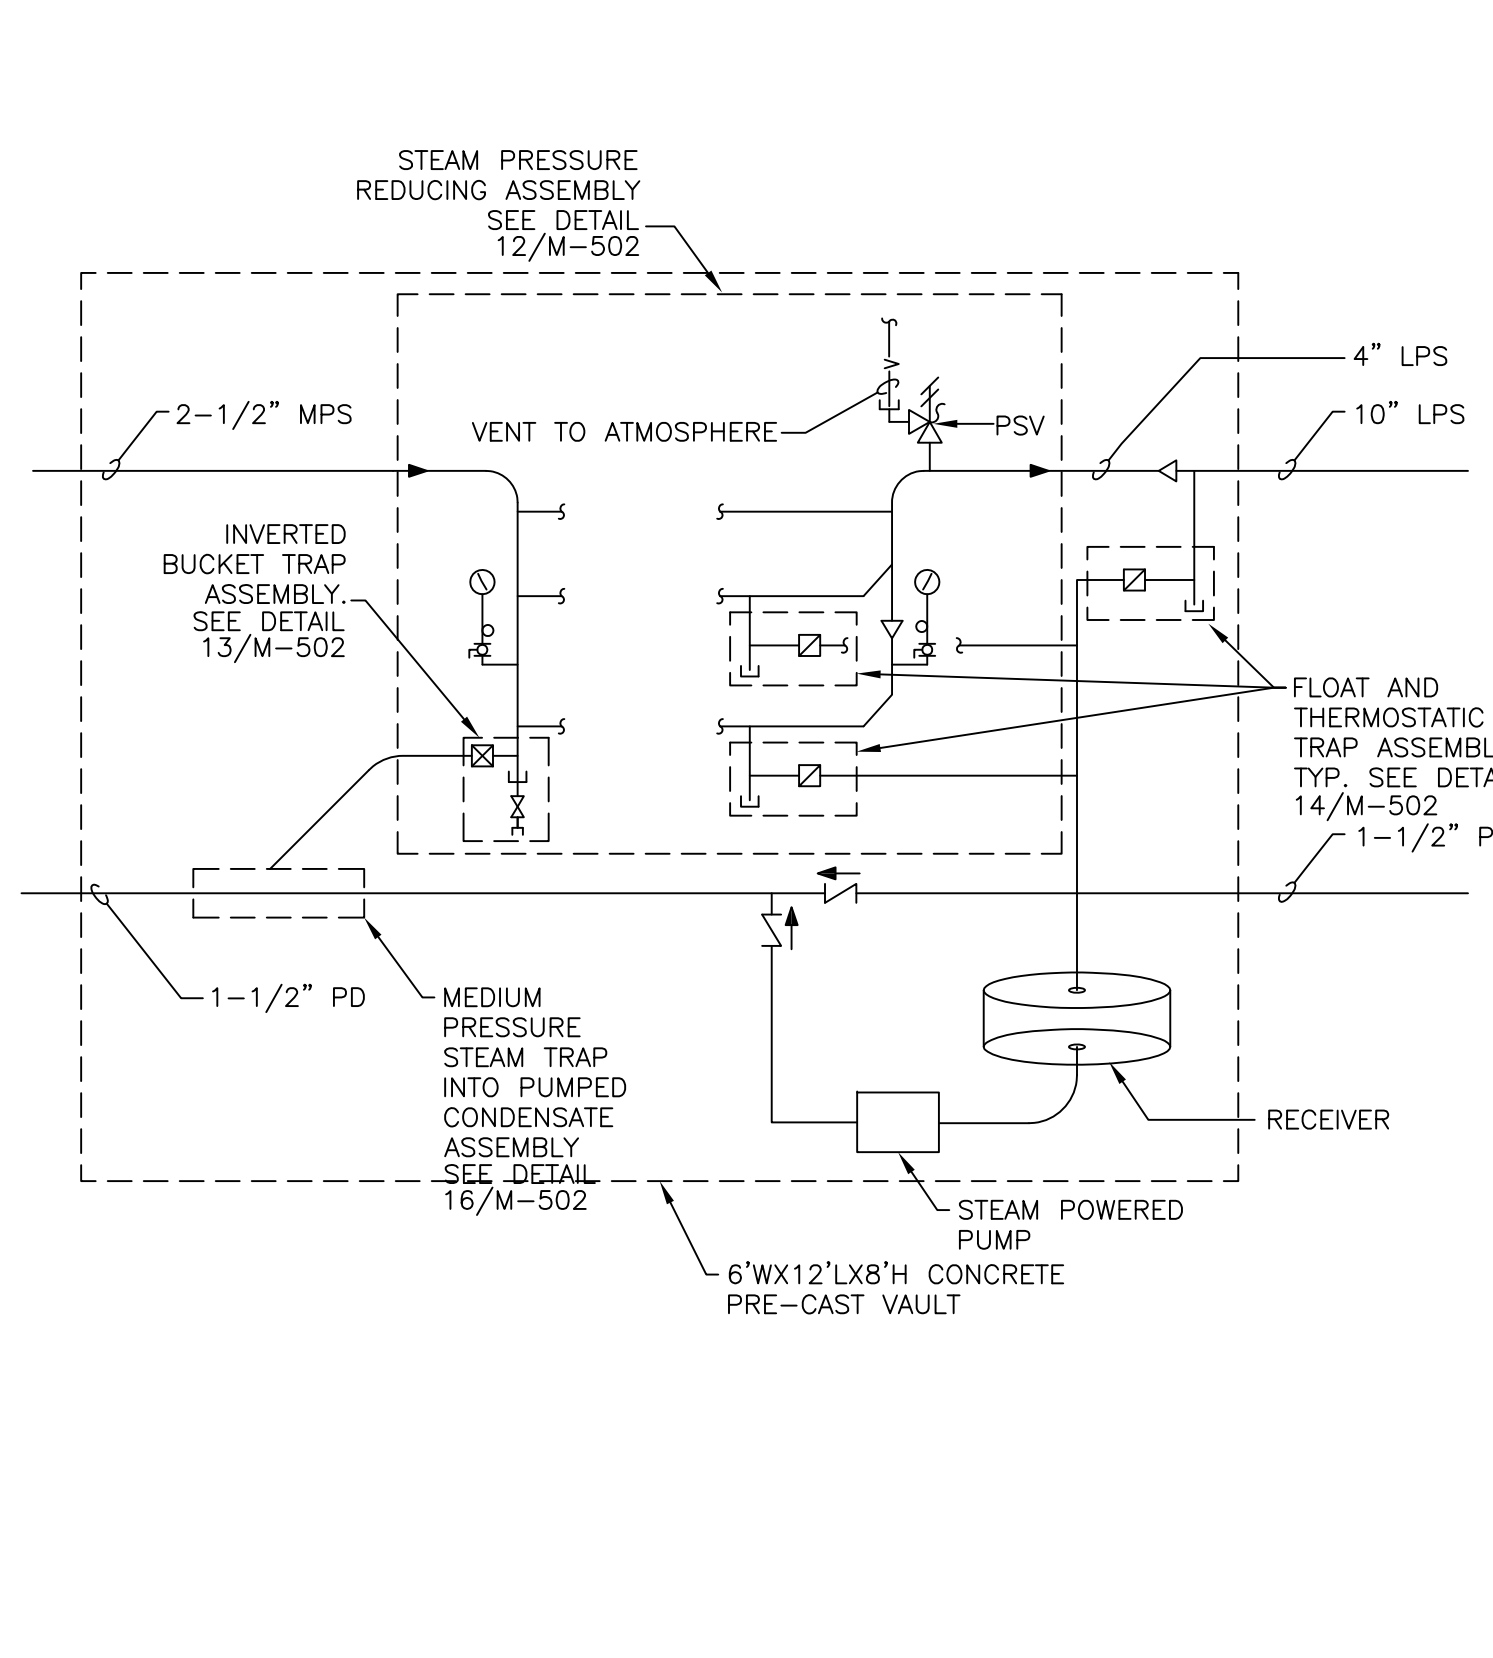 STEAM PRESSURE
REDUCING ASSEMBLY
SEE DETAIL
12/M-502
4" LPS
2-1/2" MPS
10" LPS
V
VENT TO ATMOSPHERE
PSV
INVERTED
BUCKET TRAP
ASSEMBLY.
SEE DETAIL
13/M-502
FLOAT AND
THERMOSTATIC
TRAP ASSEMBL
TYP. SEE DETA
14/M-502
1-1/2" P
1-1/2" PD
MEDIUM
PRESSURE
STEAM TRAP
INTO PUMPED
CONDENSATE
ASSEMBLY
SEE DETAIL
16/M-502
RECEIVER
STEAM POWERED
PUMP
6'WX12'LX8'H CONCRETE
PRE-CAST VAULT